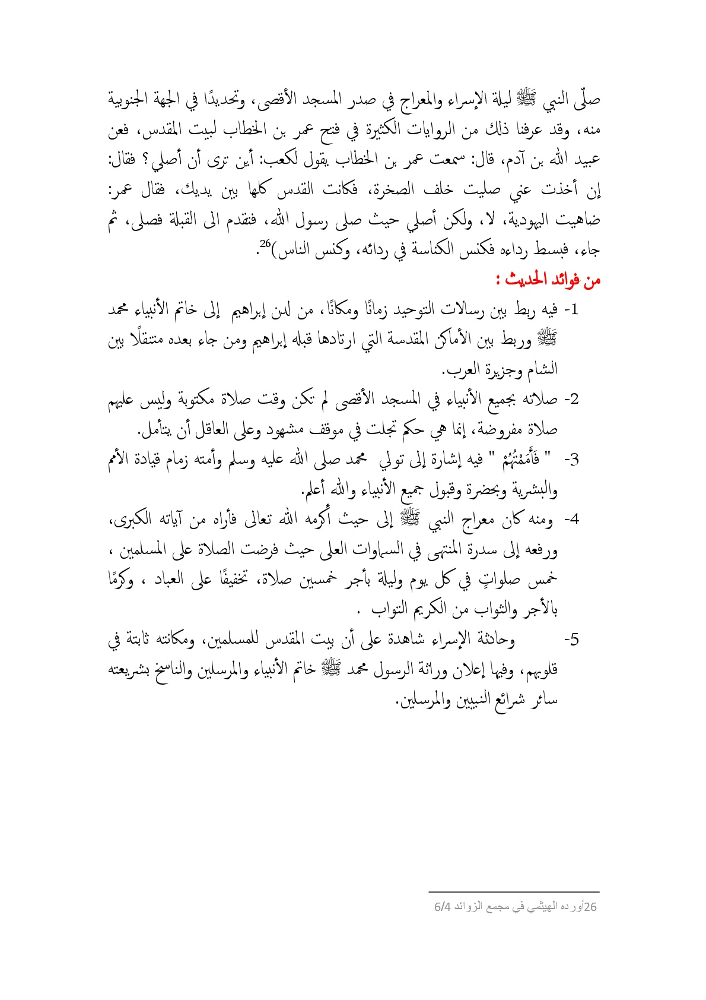 صلّى النبي ﷺ ليلة الإسراء والمعراج في صدر المسجد الأقصى، وتحديدًا في الجهة الجنوبية
منه، وقد عرفنا ذلك من الروايات الكثيرة في فتح عمر بن الخطاب لبيت المقدس، فعن
عبيد الله بن آدم، قال: سمعت عمر بن الخطاب يقول لكعب: أين ترى أن أصلي؟ فقال:
إن أخذت عني صليت خلف الصخرة، فكانت القدس كلها بين يديك، فقال عمر:
ضاهيت اليهودية، لا، ولكن أصلي حيث صلى رسول الله، فتقدم الى القبلة فصلى، ثم
جاء، فبسط رداءه فكنس الكناسة في ردائه، وكنس الناس)26.
من فوائد الحديث :
1- فيه ربط بين رسالات التوحيد زمانًا ومكانًا، من لدن إبراهيم إلى خاتم الأنبياء محمد
ﷺ وربط بين الأماكن المقدسة التي ارتادها قبله إبراهيم ومن جاء بعده متنقلًا بين
الشام وجزيرة العرب.
2- صلاته بجميع الأنبياء في المسجد الأقصى لم تكن وقت صلاة مكتوبة وليس عليهم
صلاة مفروضة، إنما هي حكم تجلت في موقف مشهود وعلى العاقل أن يتأمل.
3- " فَأَمَمْتُهُمْ " فيه إشارة إلى تولي محمد صلى الله عليه وسلم وأمته زمام قيادة الأمم
والبشرية وبحضرة وقبول جميع الأنبياء والله أعلم.
4- ومنه كان معراج النبي ﷺ إلى حيث أكرمه الله تعالى فأراه من آياته الكبرى،
ورفعه إلى سدرة المنتهى في السماوات العلى حيث فرضت الصلاة على المسلمين ،
خمس صلواتٍ في كل يوم وليلة بأجر خمسين صلاة، تخفيفًا على العباد ، وكرمًا
بالأجر والثواب من الكريم التواب .
5- وحادثة الإسراء شاهدة على أن بيت المقدس للمسلمين، ومكانته ثابتة في
قلوبهم، وفيها إعلان وراثة الرسول محمد ﷺ خاتم الأنبياء والمرسلين والناسخ بشريعته
سائر شرائع النبيين والمرسلين.
26أورده الهيثمي في مجمع الزوائد 6/4